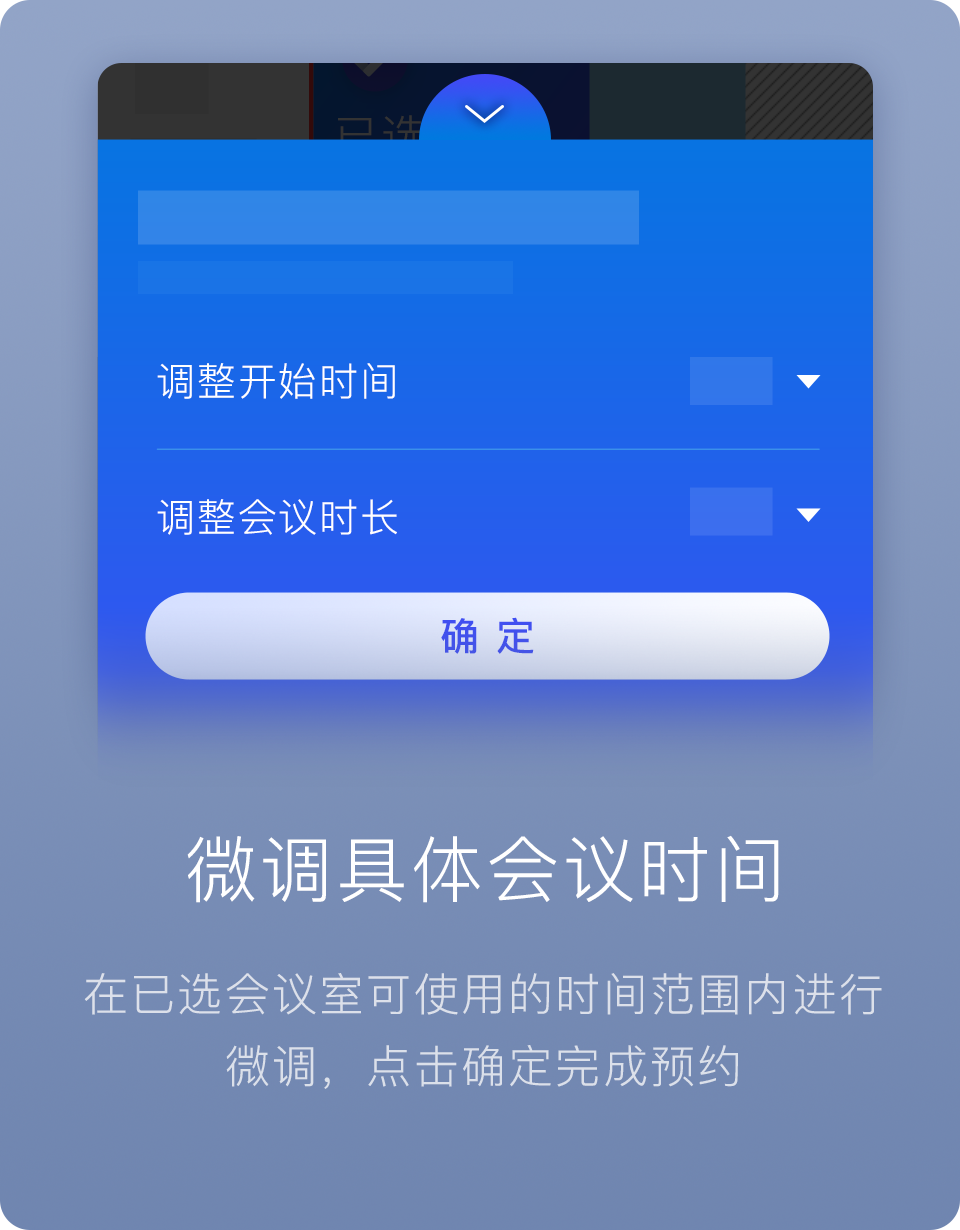 已选
调整开始时间
调整会议时长
确 定
微调具体会议时间
在已选会议室可使用的时间范围内进行
微调，点击确定完成预约